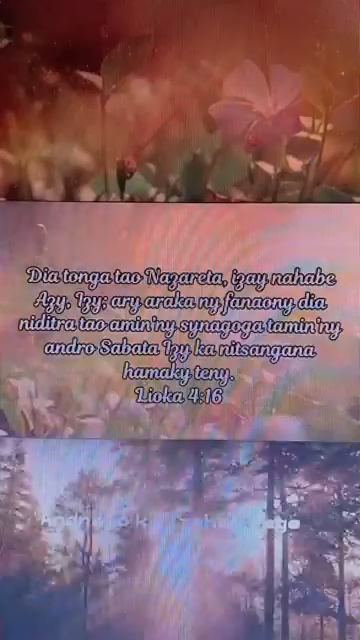 Dia tonga tao Nazareta, izay nahabe
Azy, Izy; ary araka ny fanaony dia
niditra tao amin'ny synagoga tamin'ny
andro Sabata Izy ka nitsangana
hamaky teny.
Lioka 4:16